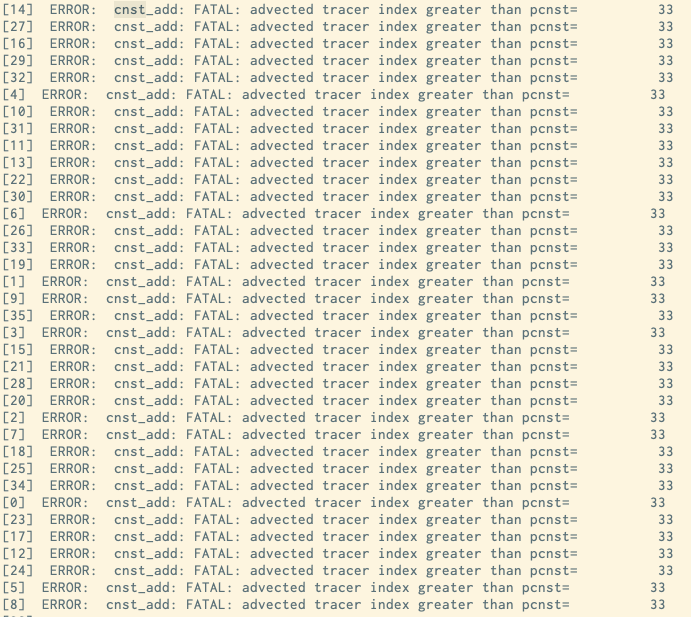 [14] ERROR: cnst_add: FATAL: advected tracer index greater than pcnst= 33
[27] ERROR: cnst_add: FATAL: advected tracer index greater than pcnst= 33
[16] ERROR: cnst_add: FATAL: advected tracer index greater than pcnst= 33
[29] ERROR: cnst_add: FATAL: advected tracer index greater than pcnst= 33
[32] ERROR: cnst_add: FATAL: advected tracer index greater than pcnst= 33
[4] ERROR: cnst_add: FATAL: advected tracer index greater than pcnst= 33
[10] ERROR: cnst_add: FATAL: advected tracer index greater than pcnst= 33
[31] ERROR: cnst_add: FATAL: advected tracer index greater than pcnst= 33
[11] ERROR: cnst_add: FATAL: advected tracer index greater than pcnst= 33
[13] ERROR: cnst_add: FATAL: advected tracer index greater than pcnst= 33
[22] ERROR: cnst_add: FATAL: advected tracer index greater than pcnst= 33
[30] ERROR: cnst_add: FATAL: advected tracer index greater than pcnst= 33
[6] ERROR: cnst_add: FATAL: advected tracer index greater than pcnst= 33
[26] ERROR: cnst_add: FATAL: advected tracer index greater than pcnst= 33
[33] ERROR: cnst_add: FATAL: advected tracer index greater than pcnst= 33
[19] ERROR: cnst_add: FATAL: advected tracer index greater than pcnst= 33
[1] ERROR: cnst_add: FATAL: advected tracer index greater than pcnst= 33
[9] ERROR: cnst_add: FATAL: advected tracer index greater than pcnst= 33
[35] ERROR: cnst_add: FATAL: advected tracer index greater than pcnst= 33
[3] ERROR: cnst_add: FATAL: advected tracer index greater than pcnst= 33
[15] ERROR: cnst_add: FATAL: advected tracer index greater than pcnst= 33
[21] ERROR: cnst_add: FATAL: advected tracer index greater than pcnst= 33
[28] ERROR: cnst_add: FATAL: advected tracer index greater than pcnst= 33
[20] ERROR: cnst_add: FATAL: advected tracer index greater than pcnst= 33
[2] ERROR: cnst_add: FATAL: advected tracer index greater than pcnst= 33
[7] ERROR: cnst_add: FATAL: advected tracer index greater than pcnst= 33
[18] ERROR: cnst_add: FATAL: advected tracer index greater than pcnst= 33
[25] ERROR: cnst_add: FATAL: advected tracer index greater than pcnst= 33
[34] ERROR: cnst_add: FATAL: advected tracer index greater than pcnst= 33
[0] ERROR: cnst_add: FATAL: advected tracer index greater than pcnst= 33
[23] ERROR: cnst_add: FATAL: advected tracer index greater than pcnst= 33
[17] ERROR: cnst_add: FATAL: advected tracer index greater than pcnst= 33
[12] ERROR: cnst_add: FATAL: advected tracer index greater than pcnst= 33
[24] ERROR: cnst_add: FATAL: advected tracer index greater than pcnst= 33
[5] ERROR: cnst_add: FATAL: advected tracer index greater than pcnst= 33
[8] ERROR: cnst_add: FATAL: advected tracer index greater than pcnst= 33